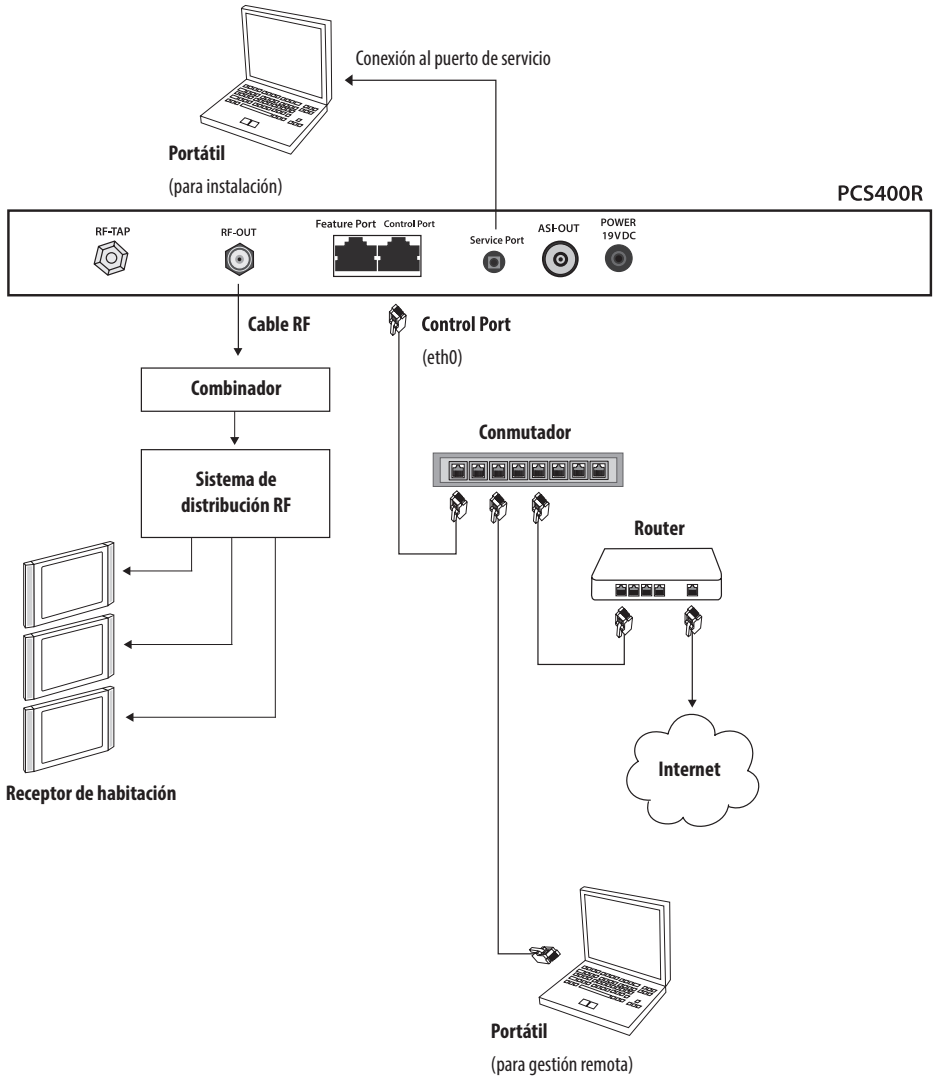 Conexión al puerto de servicio
Portátil
(para instalación)
PCS400R
RF-TAP
RF-OUT
Feature Port
Control Port
Service Port
ASI-OUT
POWER
19V DC
Cable RF
Control Port
(eth0)
Combinador
Conmutador
Sistema de
distribución RF
Router
Internet
Receptor de habitación
Portátil
(para gestión remota)